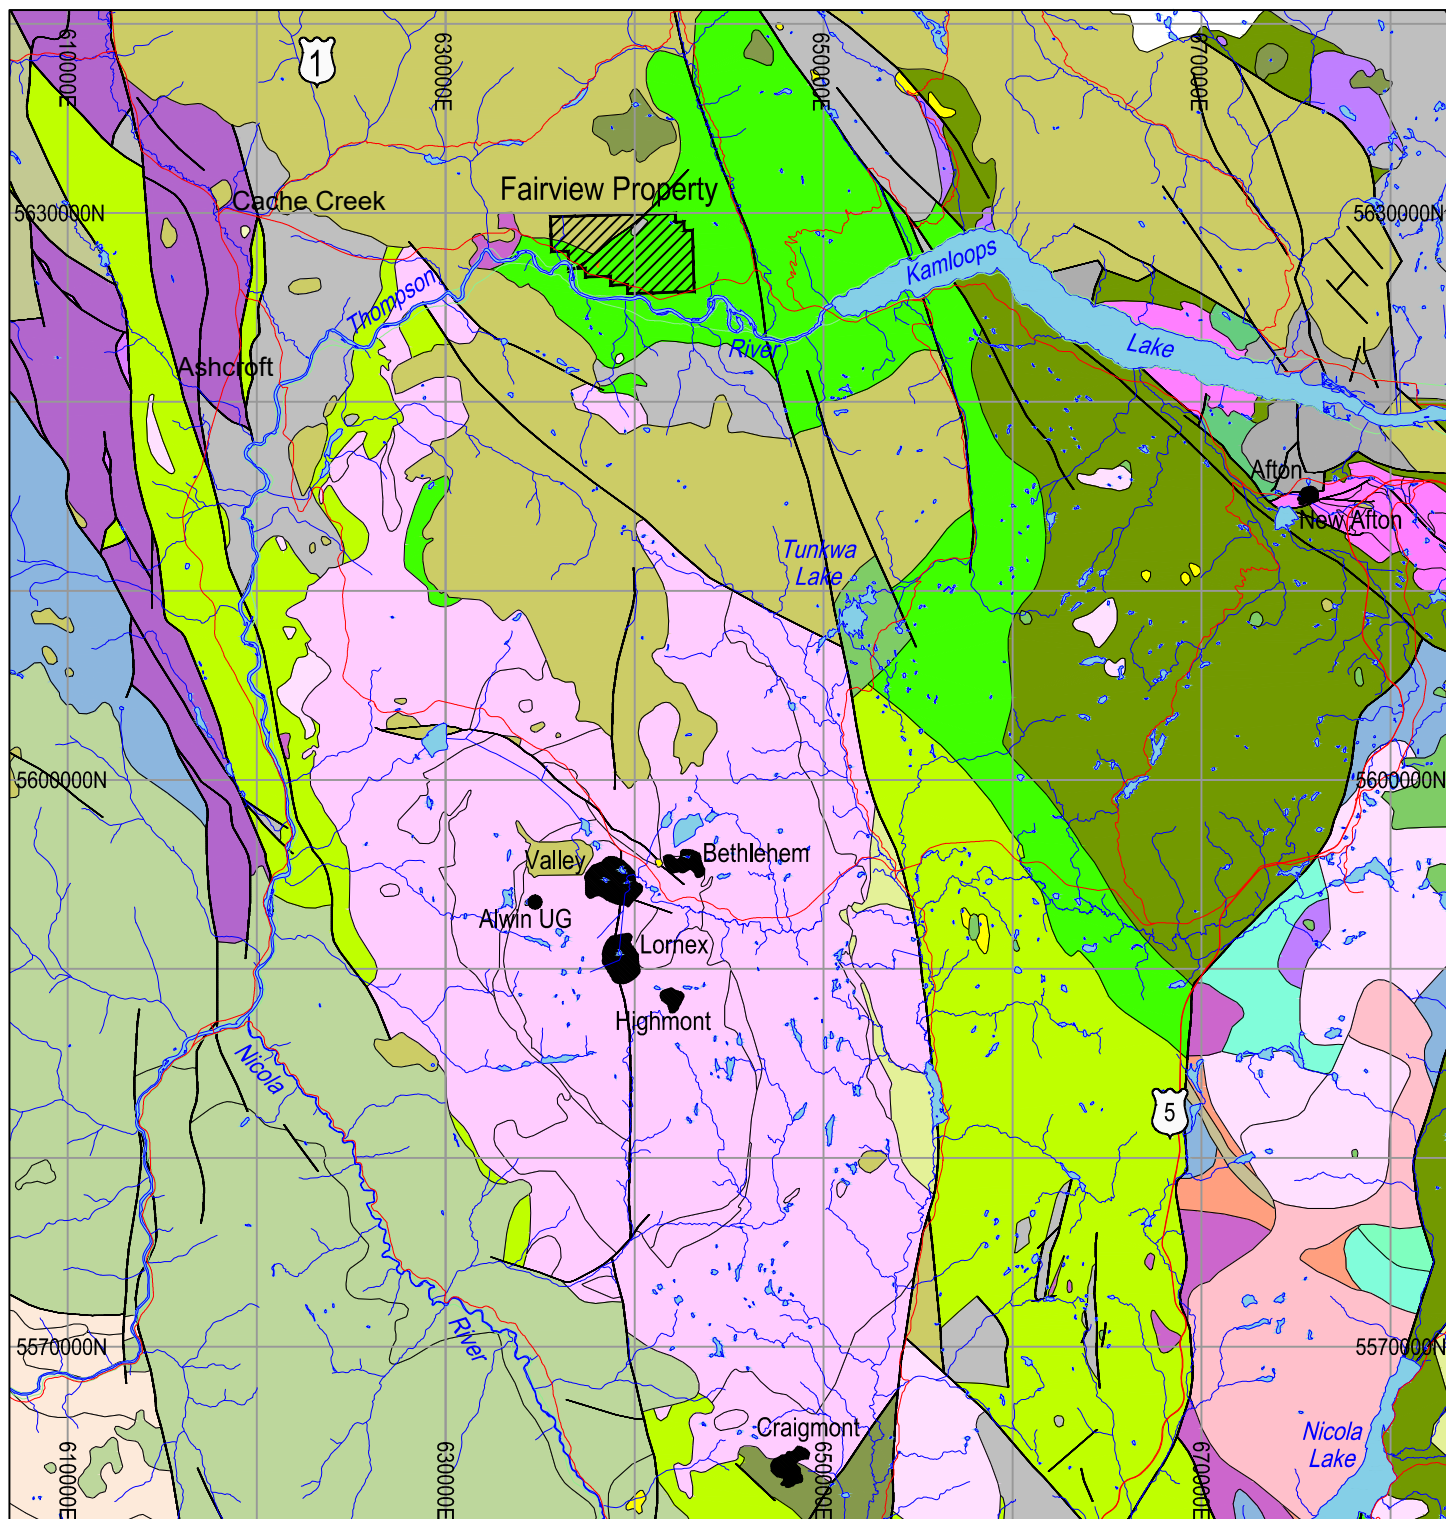 610000E
630000E
650000E
670000E
1
Fairview Property
Cache Creek
5630000N
5630000N
Kamloops
Thompson
River
Lake
Ashcroft
Afton
New Afton
Tunkwa
Lake
5600000N
5600000N
Valley
Bethlehem
Alwin UG
Lornex
Highmont
Nicola
5
River
5570000N
5570000N
Craigmont
Nicola
Lake
610000E
630000E
650000E
670000E